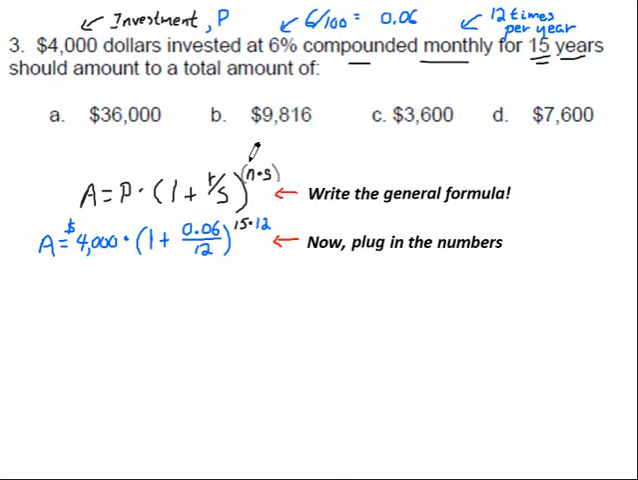 Investment, P 6/100 = 0.06 12 times
per year
3. $4,000 dollars invested at 6% compounded monthly for 15 years
should amount to a total amount of:
a. $36,000 b. $9,816 c. $3,600 d. $7,600
A = P · (1 + r/s)^(n·s) ← Write the general formula!
A = $4,000 · (1 + 0.06/12)^15·12 ← Now, plug in the numbers